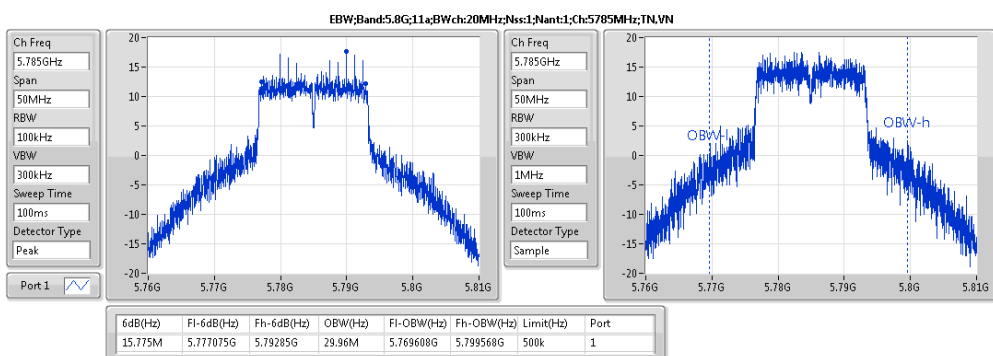 EBW;Band:5.8G;11a;BWch:20MHz;Nss:1;Nant:1;Ch:5785MHz;TN,VN
Ch Freq
5.785GHz
Span
50MHz
RBW
100kHz
VBW
300kHz
Sweep Time
100ms
Detector Type
Peak
Port 1
20
15
10
5
0
-5
-10
-15
-20
5.76G 5.77G 5.78G 5.79G 5.8G 5.81G
Ch Freq
5.785GHz
Span
50MHz
RBW
300kHz
VBW
1MHz
Sweep Time
100ms
Detector Type
Sample
20
15
10
5
0
-5
-10
-15
-20
OBW-l
OBW-h
5.76G 5.77G 5.78G 5.79G 5.8G 5.81G
6dB(Hz) Fl-6dB(Hz) Fh-6dB(Hz) OBW(Hz) Fl-OBW(Hz) Fh-OBW(Hz) Limit(Hz) Port
15.775M 5.777075G 5.79285G 29.96M 5.769608G 5.799568G 500k 1